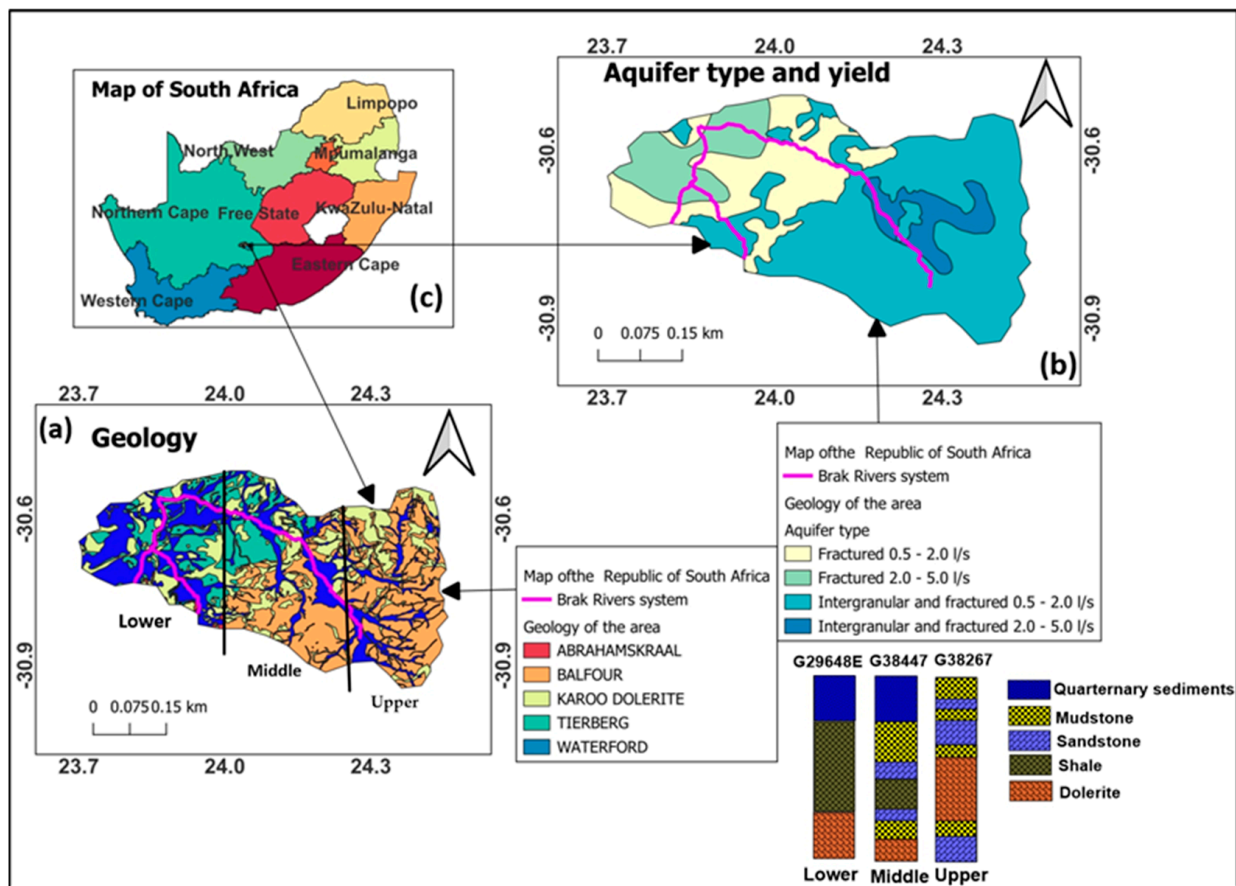 Map of South Africa
Limpopo
North West
Mpumalanga
Northern Cape
Free State
KwaZulu-Natal
Eastern Cape
Western Cape
(c)
23.7 24.0 24.3
Aquifer type and yield
-30.6
-30.6
-30.9
-30.9
0 0.075 0.15 km
(b)
23.7 24.0 24.3
23.7 24.0 24.3
(a)
Geology
-30.6
-30.6
Lower
Middle
Upper
-30.9
-30.9
0 0.075 0.15 km
23.7 24.0 24.3
Map ofthe Republic of South Africa
Brak Rivers system
Geology of the area
ABRAHAMSKRAAL
BALFOUR
KAROO DOLERITE
TIERBERG
WATERFORD
Map ofthe Republic of South Africa
Brak Rivers system
Geology of the area
Aquifer type
Fractured 0.5 - 2.0 l/s
Fractured 2.0 - 5.0 l/s
Intergranular and fractured 0.5 - 2.0 l/s
Intergranular and fractured 2.0 - 5.0 l/s
G29648E G38447 G38267
Quarternary sediments
Mudstone
Sandstone
Shale
Dolerite
Lower Middle Upper